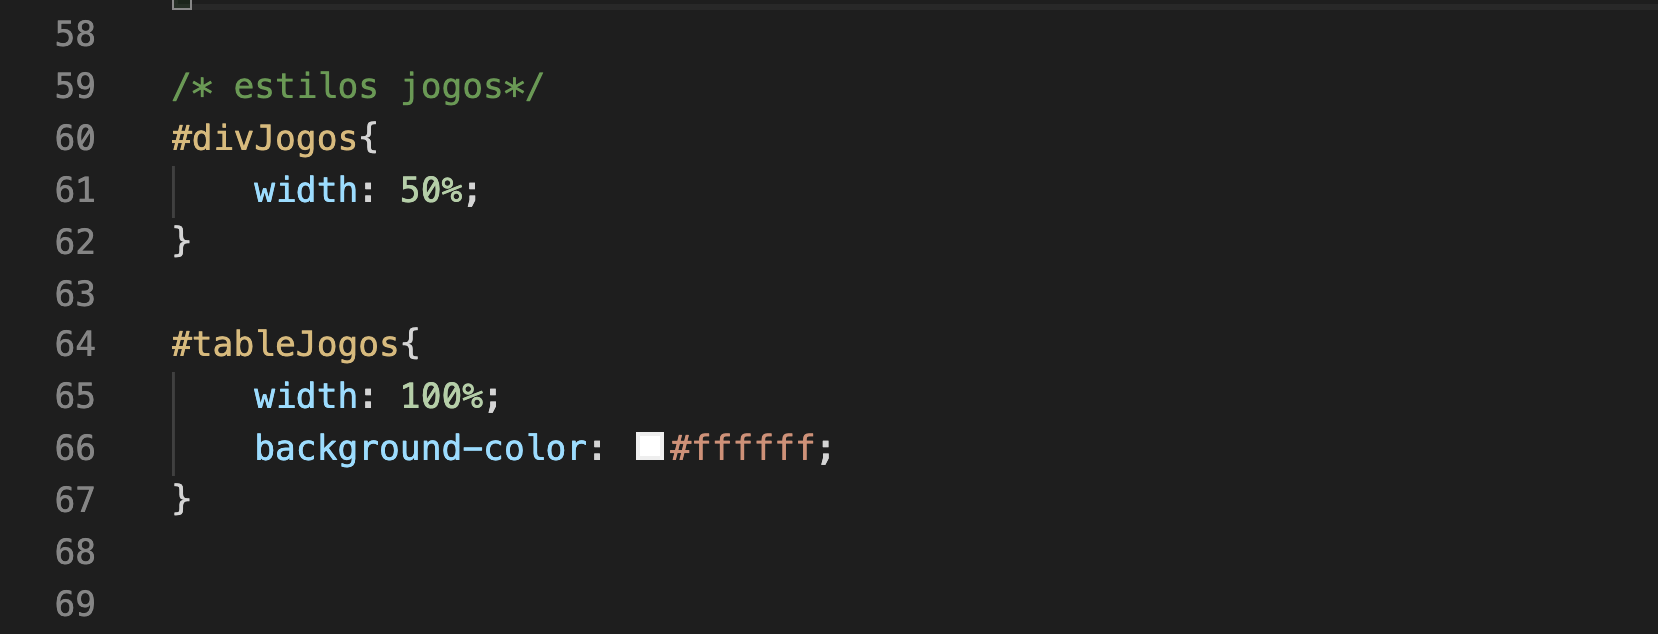 58
59 /* estilos jogos*/
60 #divJogos{
61 width: 50%;
62 }
63
64 #tableJogos{
65 width: 100%;
66 background-color: #ffffff;
67 }
68
69